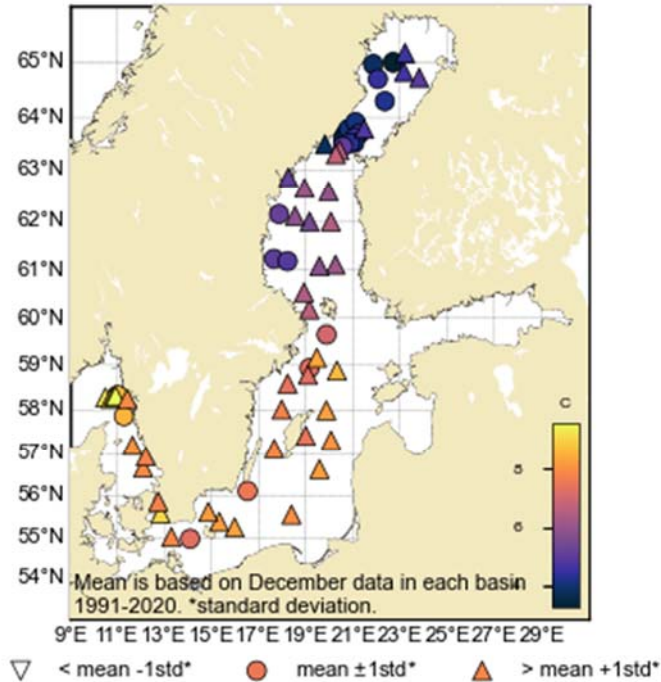 65°N
64°N
63°N
62°N
61°N
60°N
59°N
58°N
C
57°N
5
56°N
6
55°N
54°N
Mean is based on December data in each basin
1991-2020. *standard deviation.
9°E 11°E 13°E 15°E 17°E 19°E 21°E 23°E 25°E 27°E 29°E
< mean -1std* mean ±1std* > mean +1std*